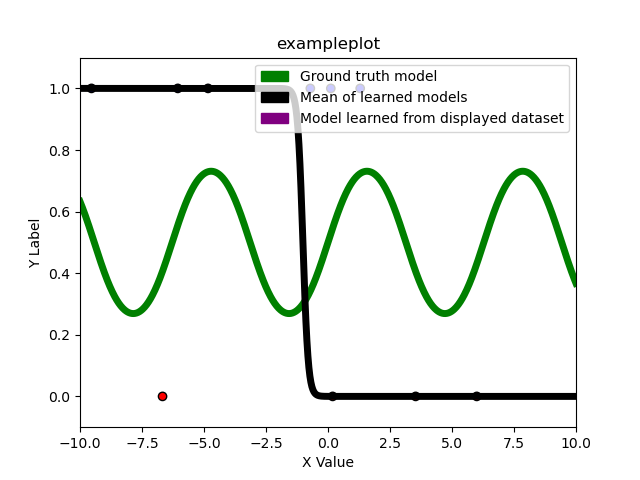 exampleplot
Ground truth model
Mean of learned models
Model learned from displayed dataset
Y Label
1.0
0.8
0.6
0.4
0.2
0.0
−10.0 −7.5 −5.0 −2.5 0.0 2.5 5.0 7.5 10.0
X Value